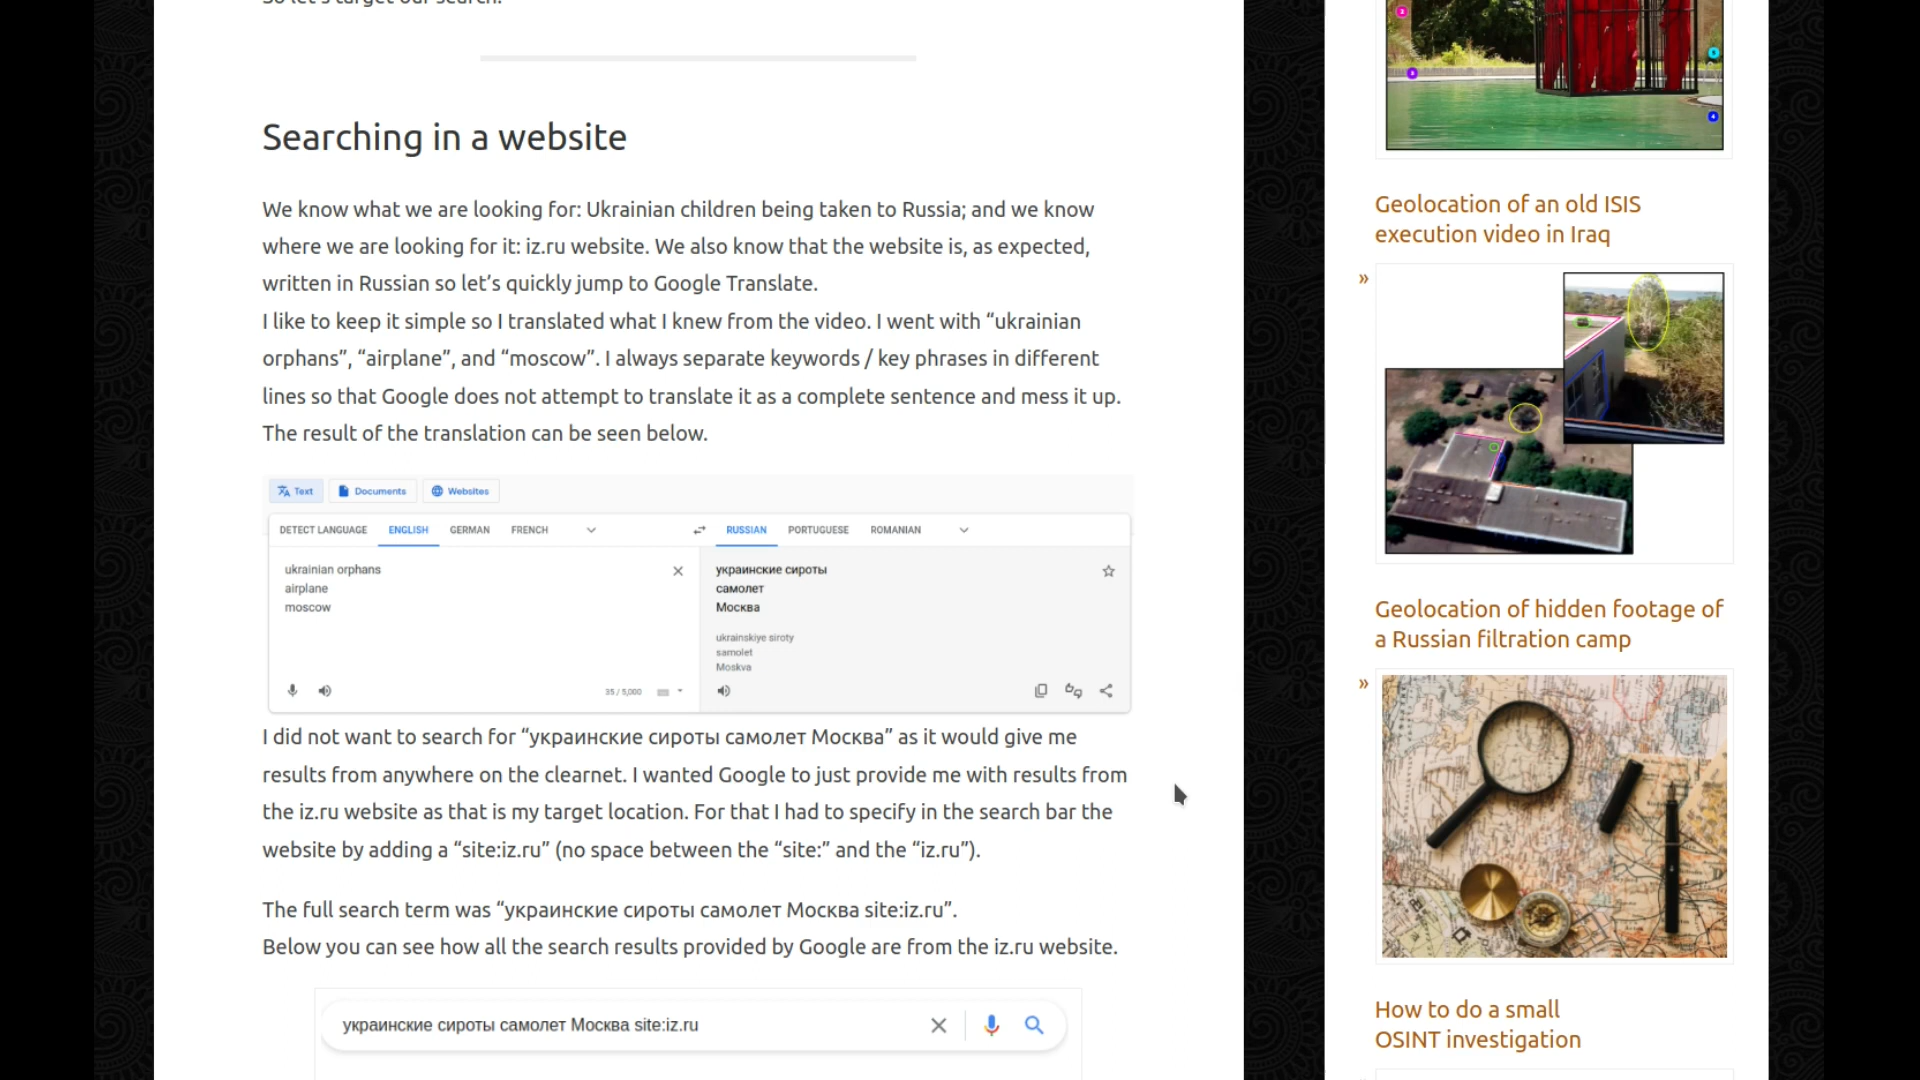 Searching in a website
We know what we are looking for: Ukrainian children being taken to Russia; and we know
where we are looking for it: iz.ru website. We also know that the website is, as expected,
written in Russian so let’s quickly jump to Google Translate.
I like to keep it simple so I translated what I knew from the video. I went with “ukrainian
orphans”, “airplane”, and “moscow”. I always separate keywords / key phrases in different
lines so that Google does not attempt to translate it as a complete sentence and mess it up.
The result of the translation can be seen below.
Text Documents Websites
DETECT LANGUAGE ENGLISH GERMAN FRENCH
RUSSIAN PORTUGUESE ROMANIAN
ukrainian orphans
airplane
moscow
35 / 5,000
украинские сироты
самолет
Москва
ukrainskiye siroty
samolet
Moskva
I did not want to search for “украинские сироты самолет Москва” as it would give me
results from anywhere on the clearnet. I wanted Google to just provide me with results from
the iz.ru website as that is my target location. For that I had to specify in the search bar the
website by adding a “site:iz.ru” (no space between the “site:” and the “iz.ru”).
The full search term was “украинские сироты самолет Москва site:iz.ru”.
Below you can see how all the search results provided by Google are from the iz.ru website.
украинские сироты самолет Москва site:iz.ru
Geolocation of an old ISIS
execution video in Iraq
»
Geolocation of hidden footage of
a Russian filtration camp
»
How to do a small
OSINT investigation